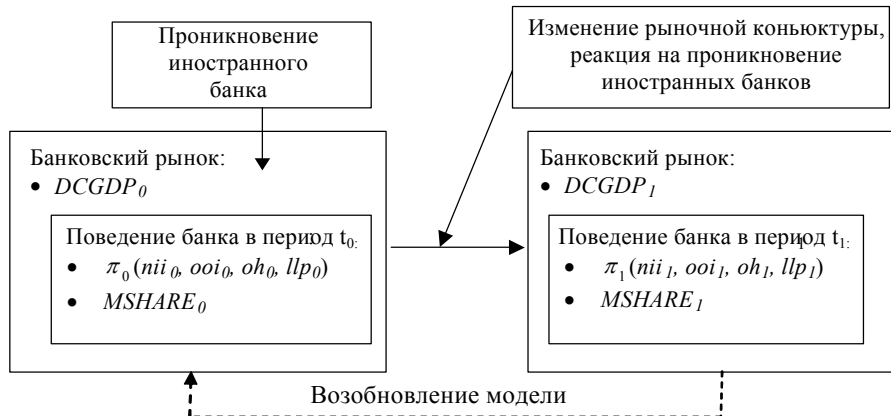 Проникновение
иностранного
банка
Изменение рыночной коньюктуры,
реакция на проникновение
иностранных банков
Банковский рынок:
• DCGDP₀
Поведение банка в период t₀:
• π₀ (nii₀, ooi₀, oh₀, llp₀)
• MSHARE₀
Банковский рынок:
• DCGDP₁
Поведение банка в период t₁:
• π₁ (nii₁, ooi₁, oh₁, llp₁)
• MSHARE₁
Возобновление модели